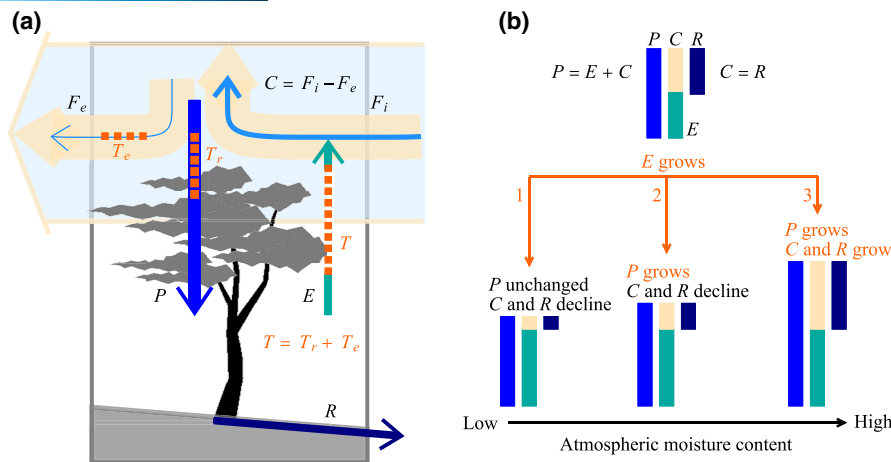 (a)
C = Fi – Fe
Fe
Fi
Te
Tr
T
P
E
T = Tr + Te
R
(b)
P C R
P = E + C
C = R
E
E grows
1
2
3
P grows
C and R grow
P unchanged
C and R decline
P grows
C and R decline
Low
High
Atmospheric moisture content